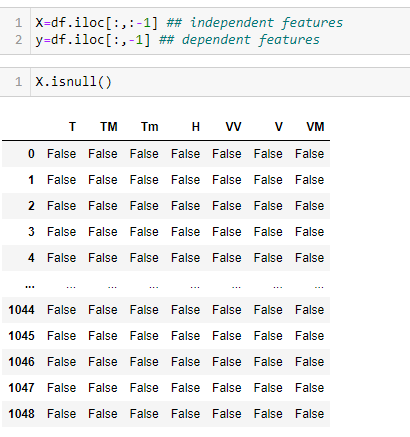 1 X=df.iloc[:,:-1] ## independent features
2 y=df.iloc[:,-1] ## dependent features
1 X.isnull()
T TM Tm H VV V VM
0 False False False False False False False
1 False False False False False False False
2 False False False False False False False
3 False False False False False False False
4 False False False False False False False
... ... ... ... ... ... ... ...
1044 False False False False False False False
1045 False False False False False False False
1046 False False False False False False False
1047 False False False False False False False
1048 False False False False False False False